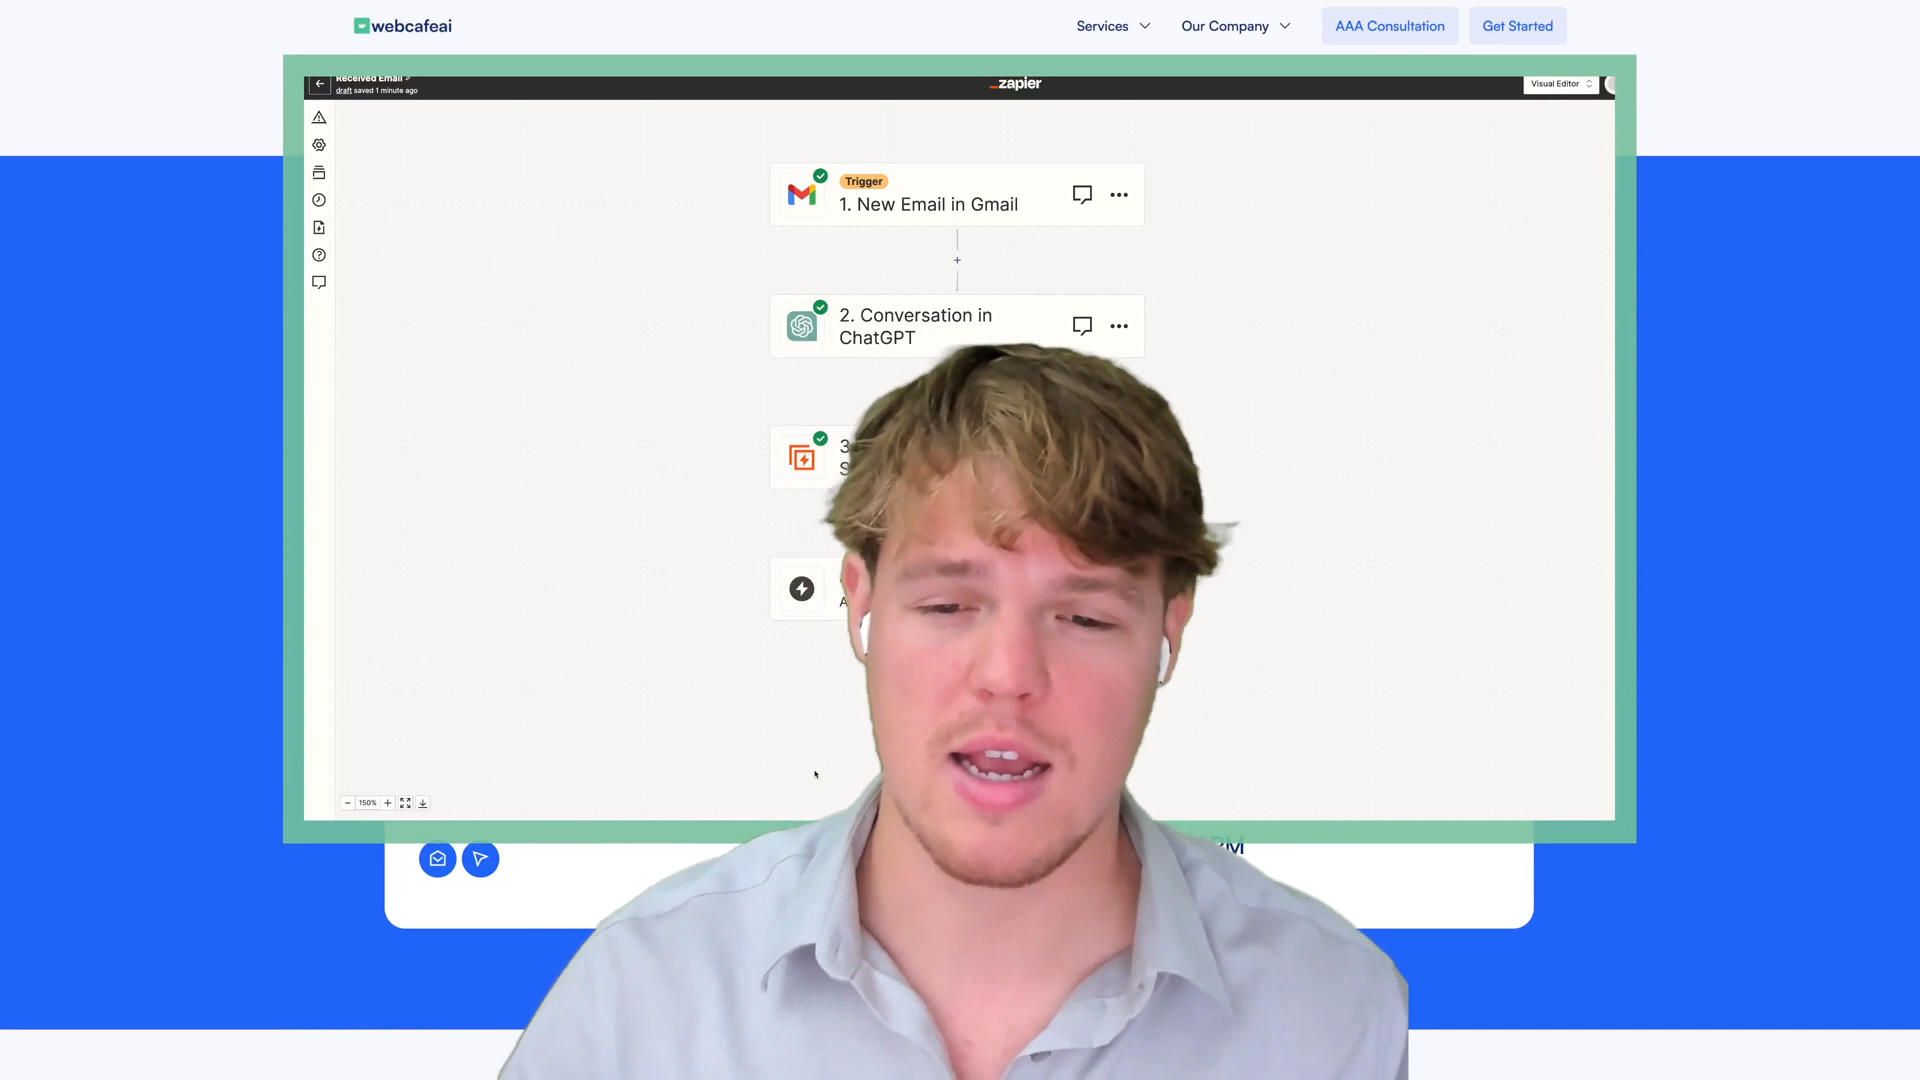 webcafeai
Services
Our Company
AAA Consultation
Get Started
Received Email
draft saved 1 minute ago
zapier
Visual Editor
Trigger
1. New Email in Gmail
2. Conversation in
ChatGPT
3
S
A
150%